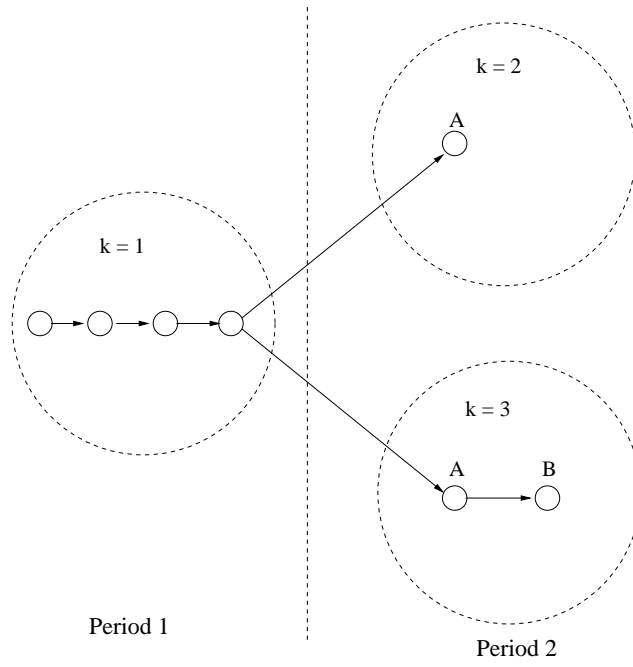 k = 2
A
k = 1
k = 3
A B
Period 1
Period 2